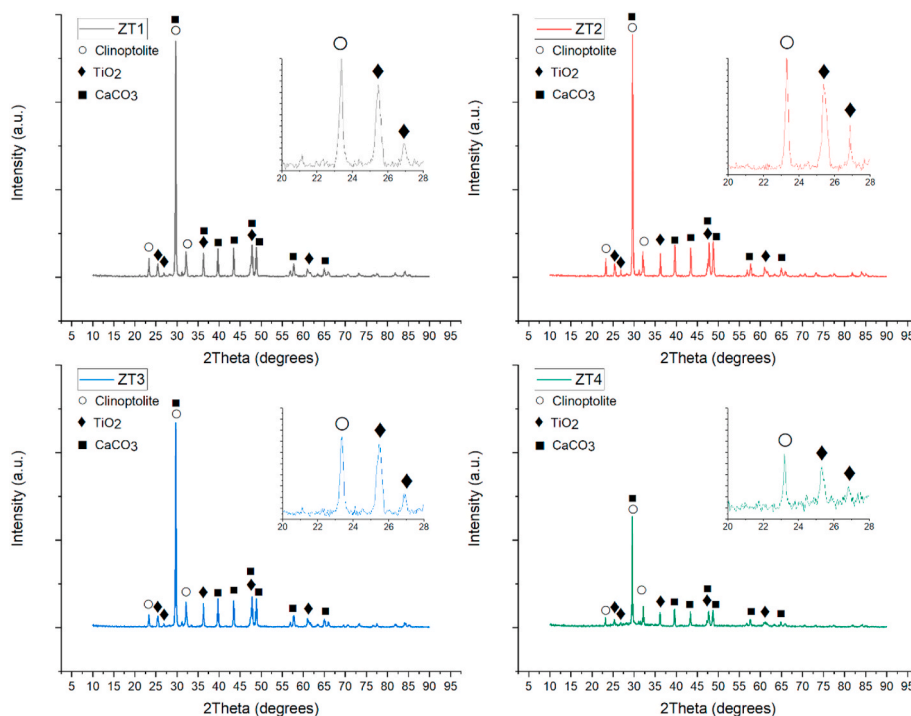 ZT1
Clinoptolite
TiO2
CaCO3
Intensity (a.u.)
20 22 24 26 28
5 10 15 20 25 30 35 40 45 50 55 60 65 70 75 80 85 90 95
2Theta (degrees)
ZT2
Clinoptolite
TiO2
CaCO3
Intensity (a.u.)
20 22 24 26 28
5 10 15 20 25 30 35 40 45 50 55 60 65 70 75 80 85 90 95
2Theta (degrees)
ZT3
Clinoptolite
TiO2
CaCO3
Intensity (a.u.)
20 22 24 26 28
5 10 15 20 25 30 35 40 45 50 55 60 65 70 75 80 85 90 95
2Theta (degrees)
ZT4
Clinoptolite
TiO2
CaCO3
Intensity (a.u.)
20 22 24 26 28
5 10 15 20 25 30 35 40 45 50 55 60 65 70 75 80 85 90 95
2Theta (degrees)